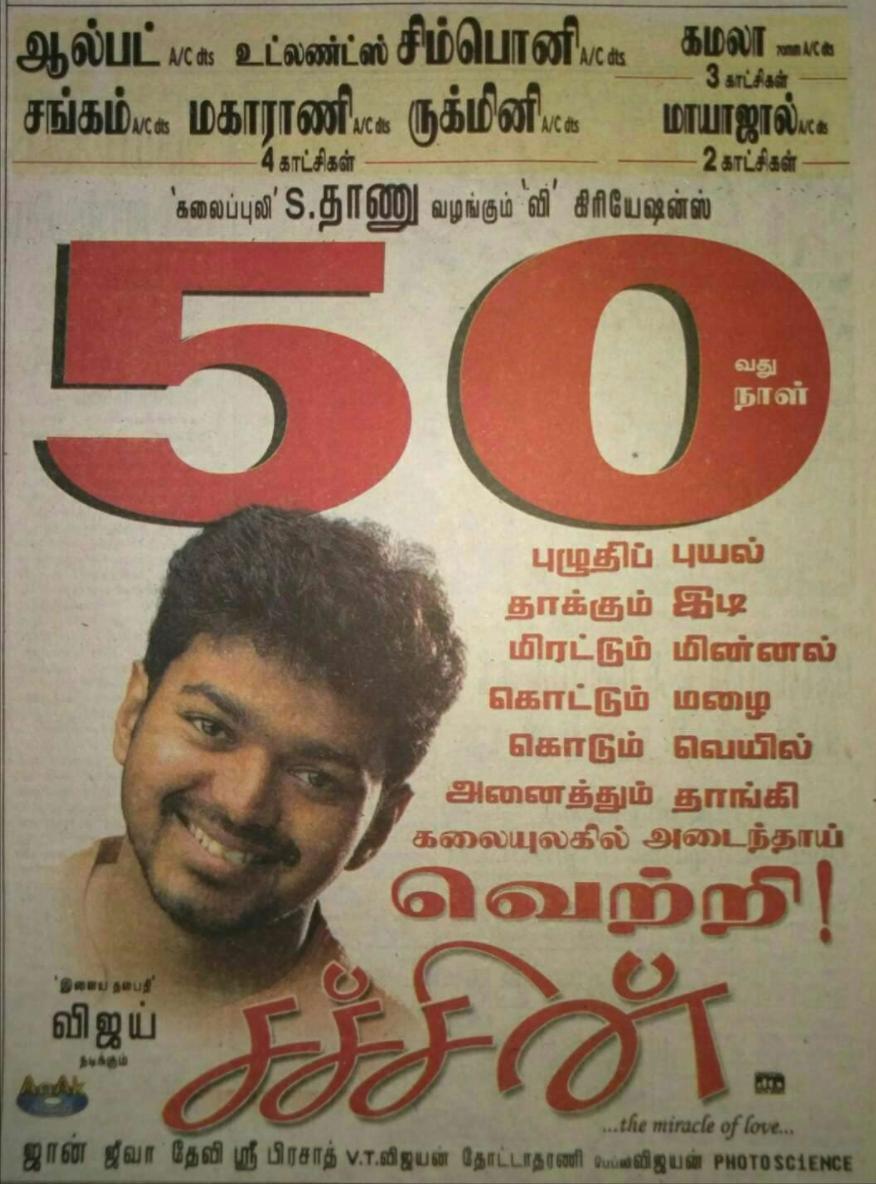 ஆல்பட் A/C dts உட்லண்ட்ஸ் சிம்பொனி A/C dts கமலா 70mm A/C dts
3 காட்சிகள்
சங்கம் A/C dts மகாராணி A/C dts ருக்மினி A/C dts மாயாஜால் A/C dts
4 காட்சிகள் 2 காட்சிகள்
'கலைப்புலி' S.தாணு வழங்கும் 'வி' கிரியேஷன்ஸ்
50
வது
நாள்
புழுதிப் புயல்
தாக்கும் இடி
மிரட்டும் மின்னல்
கொட்டும் மழை
கொடும் வெயில்
அனைத்தும் தாங்கி
கலையுலகில் அடைந்தாய்
வெற்றி!
'இளைய தளபதி'
விஜய்
நடிக்கும்
சச்சின்
...the miracle of love...
ஜான் ஜீவா தேவி ஸ்ரீ பிரசாத் V.T.விஜயன் தோட்டாதரணி பெப்ஸிவிஜயன் PHOTOSCiENCE